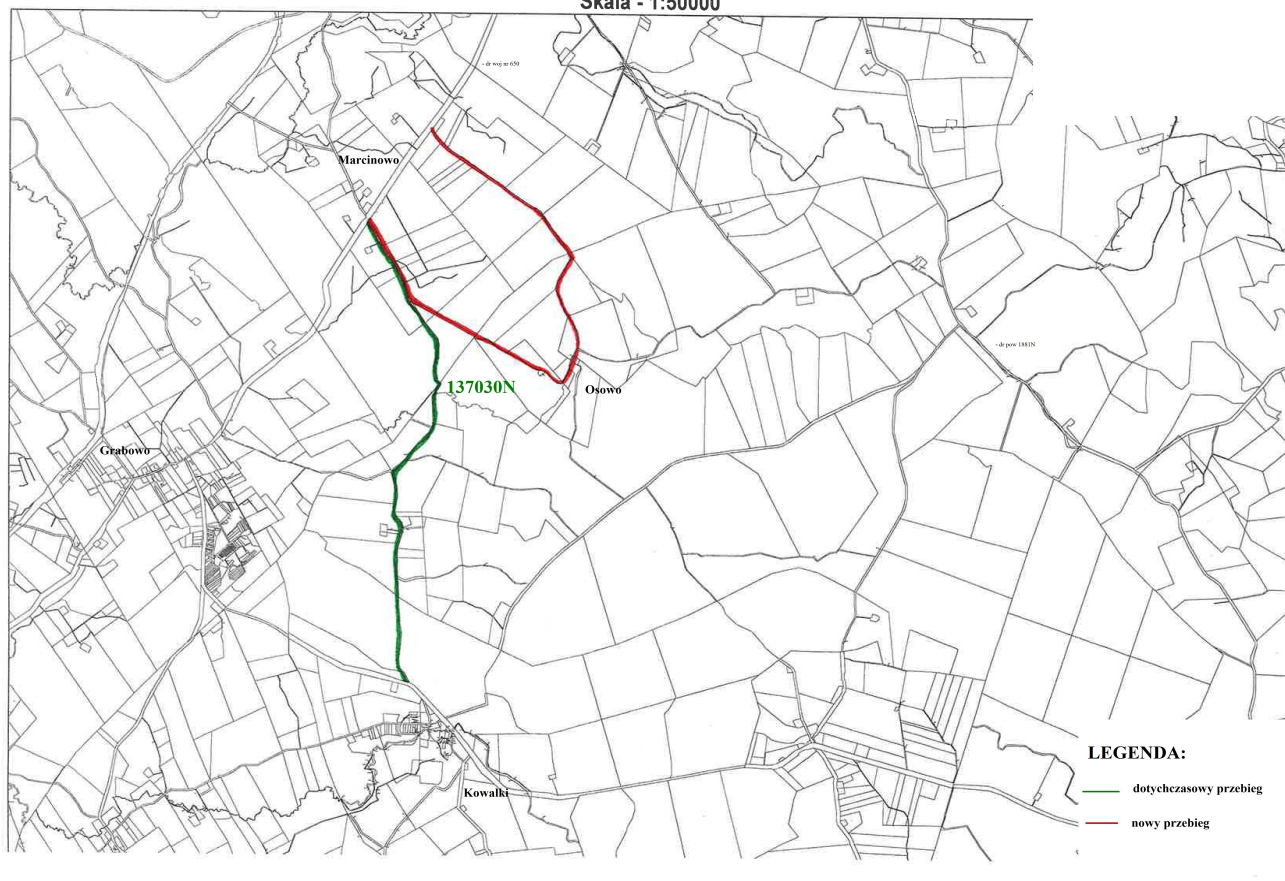 Skala - 1:50000
- dr woj nr 650
Marcinowo
- dr pow 1881N
137030N
Osowo
Grabowo
LEGENDA:
dotychczasowy przebieg
Kowalki
nowy przebieg